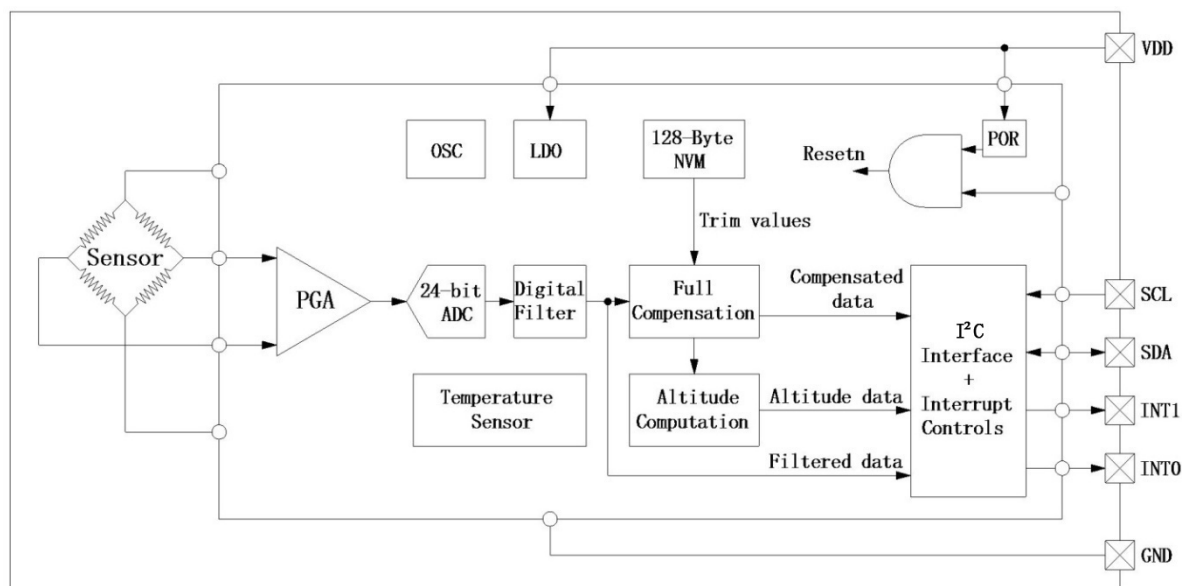 VDD
OSC
LDO
128-Byte
NVM
POR
Resetn
Trim values
Sensor
PGA
24-bit
ADC
Digital
Filter
Full
Compensation
Compensated
data
I²C
Interface
+
Interrupt
Controls
SCL
SDA
INT1
INT0
GND
Temperature
Sensor
Altitude
Computation
Altitude data
Filtered data